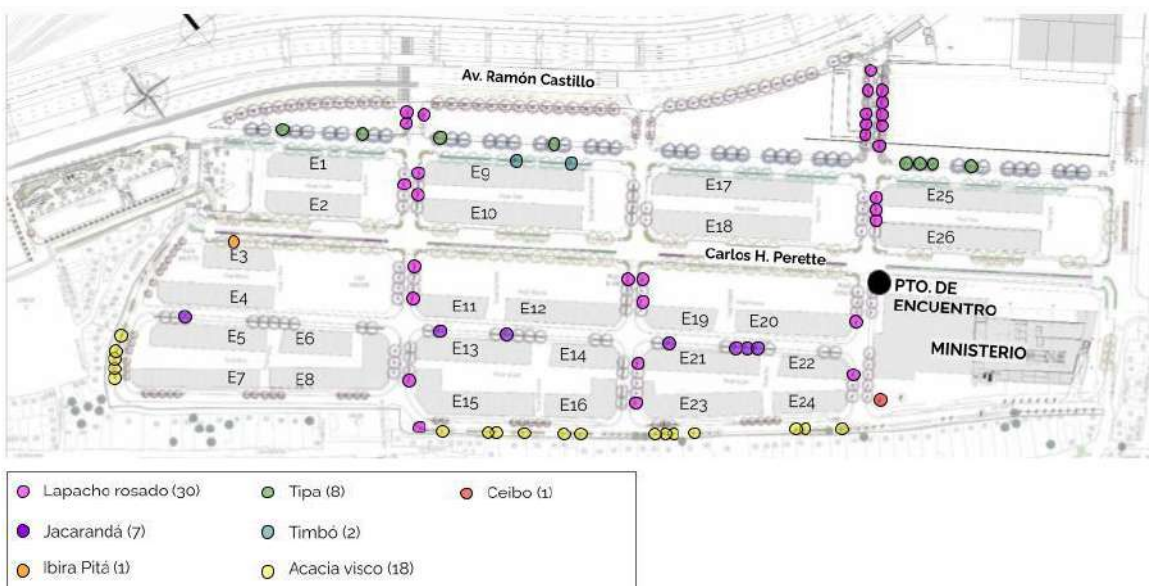 Av. Ramón Castillo
E1
E9
E17
E25
E2
E10
E18
E26
E3
Carlos H. Perette
E4
E11
E12
E19
E20
PTO. DE
ENCUENTRO
E5
E6
E13
E14
E21
E22
MINISTERIO
E7
E8
E15
E16
E23
E24
Lapacho rosado (30)
Tipa (8)
Ceibo (1)
Jacarandá (7)
Timbó (2)
Ibira Pitá (1)
Acacia visco (18)